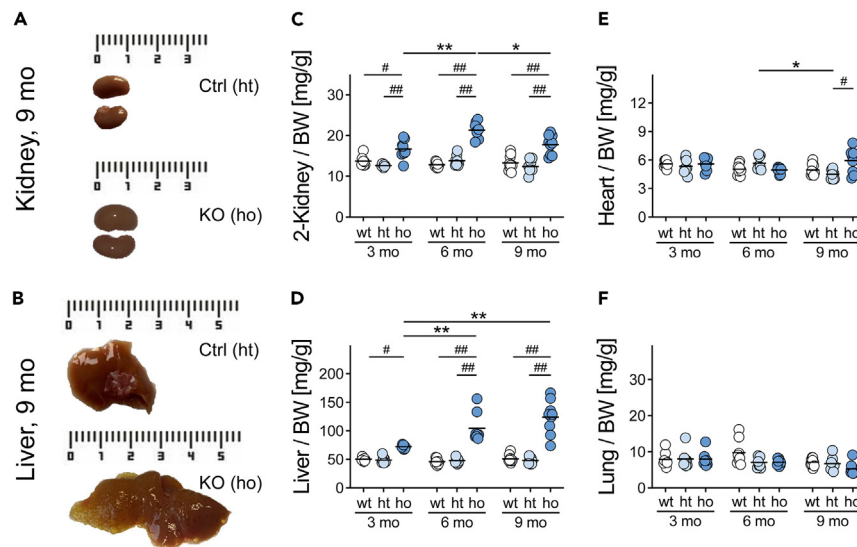 A
Kidney, 9 mo
0 1 2 3
Ctrl (ht)
0 1 2 3
KO (ho)
B
Liver, 9 mo
0 1 2 3 4 5
Ctrl (ht)
0 1 2 3 4 5
KO (ho)
C
2-Kidney / BW [mg/g]
** *
# ## ##
## ## ##
30
20
10
0
wt ht ho wt ht ho wt ht ho
3 mo 6 mo 9 mo
D
Liver / BW [mg/g]
**
**
# ## ##
## ##
200
150
100
50
0
wt ht ho wt ht ho wt ht ho
3 mo 6 mo 9 mo
E
Heart / BW [mg/g]
*
#
12
9
6
3
0
wt ht ho wt ht ho wt ht ho
3 mo 6 mo 9 mo
F
Lung / BW [mg/g]
30
20
10
0
wt ht ho wt ht ho wt ht ho
3 mo 6 mo 9 mo